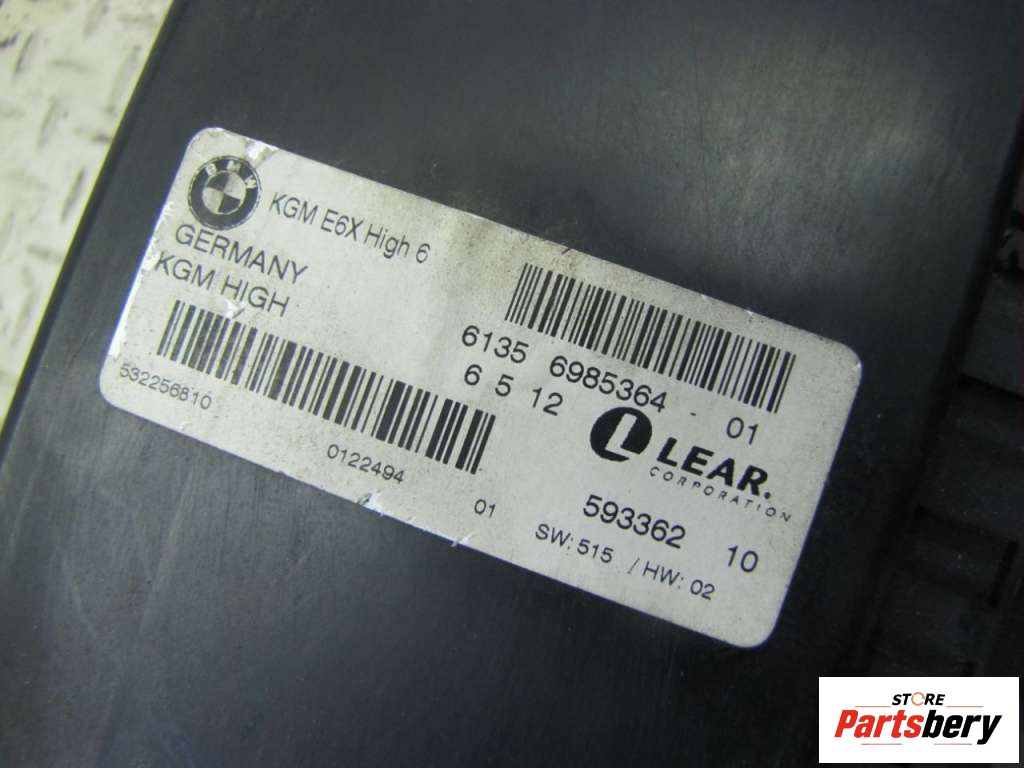 BMW
KGM E6X High 6
GERMANY
KGM HIGH
6135 6985364 - 01
6 5 12
LEAR.
CORPORATION
532256810
0122494
01
593362 10
SW: 515 / HW: 02
STORE
Partsbery